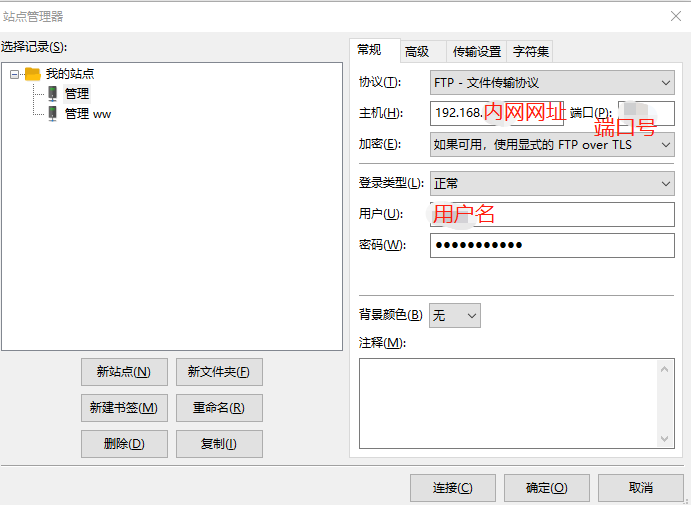 站点管理器
选择记录(S):
我的站点
管理
管理 ww
新站点(N)
新文件夹(F)
新建书签(M)
重命名(R)
删除(D)
复制(I)
常规
高级
传输设置
字符集
协议(T):
FTP - 文件传输协议
主机(H):
192.168.
内网网址
端口(P):
端口号
加密(E):
如果可用，使用显式的 FTP over TLS
登录类型(L):
正常
用户(U):
用户名
密码(W):
●●●●●●●●●●●
背景颜色(B)
无
注释(M):
连接(C)
确定(O)
取消